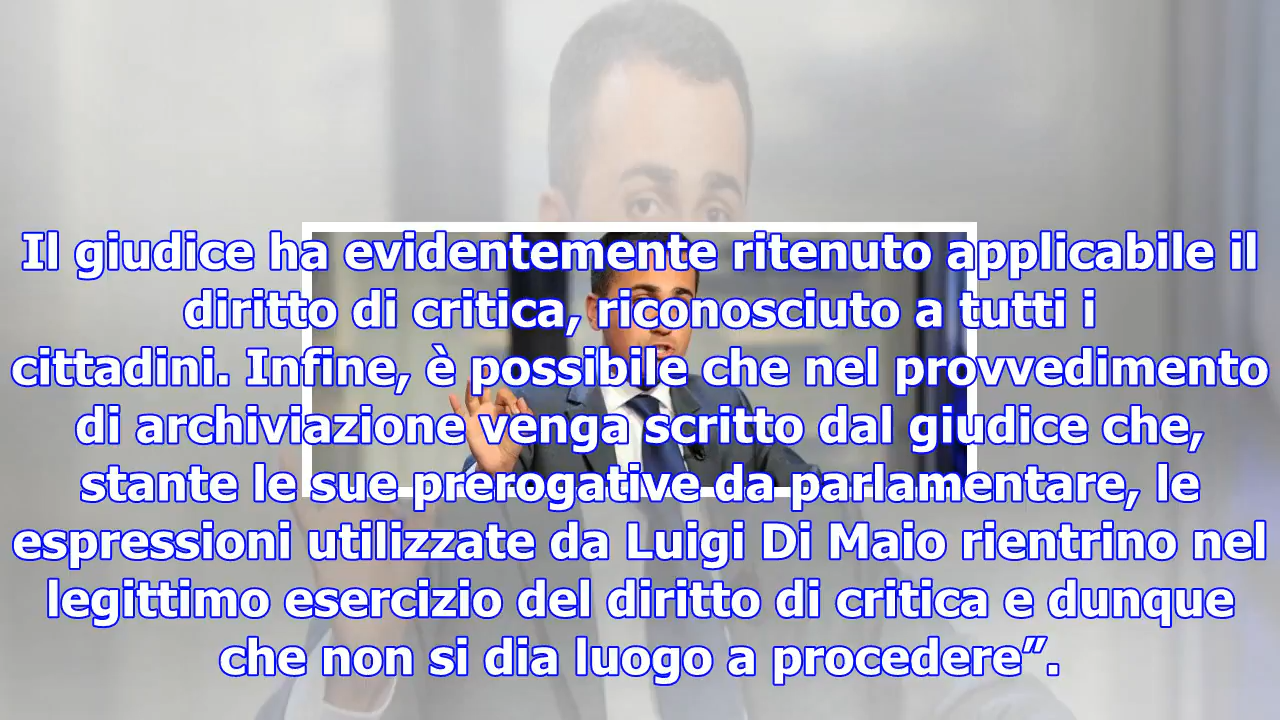 Il giudice ha evidentemente ritenuto applicabile il
diritto di critica, riconosciuto a tutti i
cittadini. Infine, è possibile che nel provvedimento
di archiviazione venga scritto dal giudice che,
stante le sue prerogative da parlamentare, le
espressioni utilizzate da Luigi Di Maio rientrino nel
legittimo esercizio del diritto di critica e dunque
che non si dia luogo a procedere”.